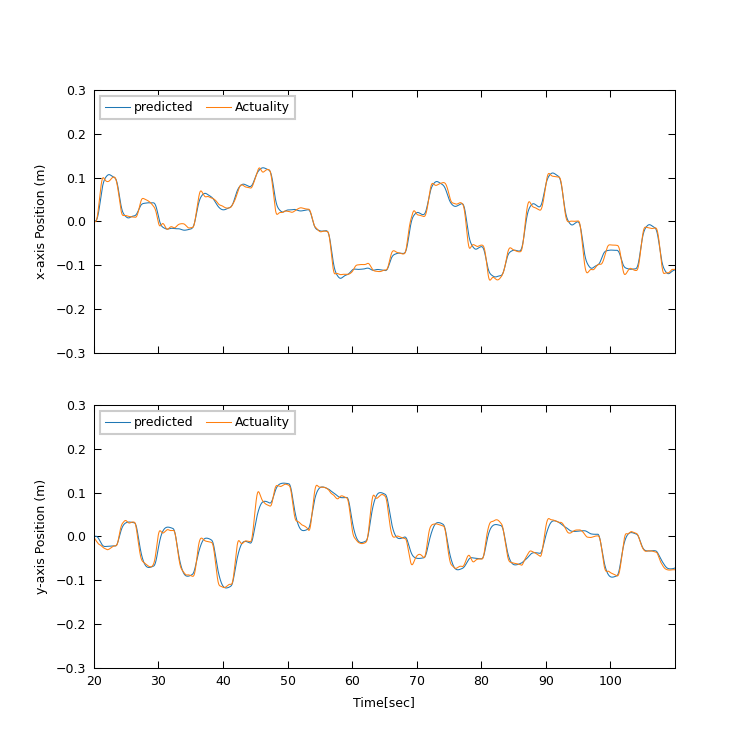 0.3
predicted Actuality
0.2
0.1
0.0
−0.1
−0.2
−0.3
x-axis Position (m)
0.3
predicted Actuality
0.2
0.1
0.0
−0.1
−0.2
−0.3
y-axis Position (m)
20 30 40 50 60 70 80 90 100
Time[sec]